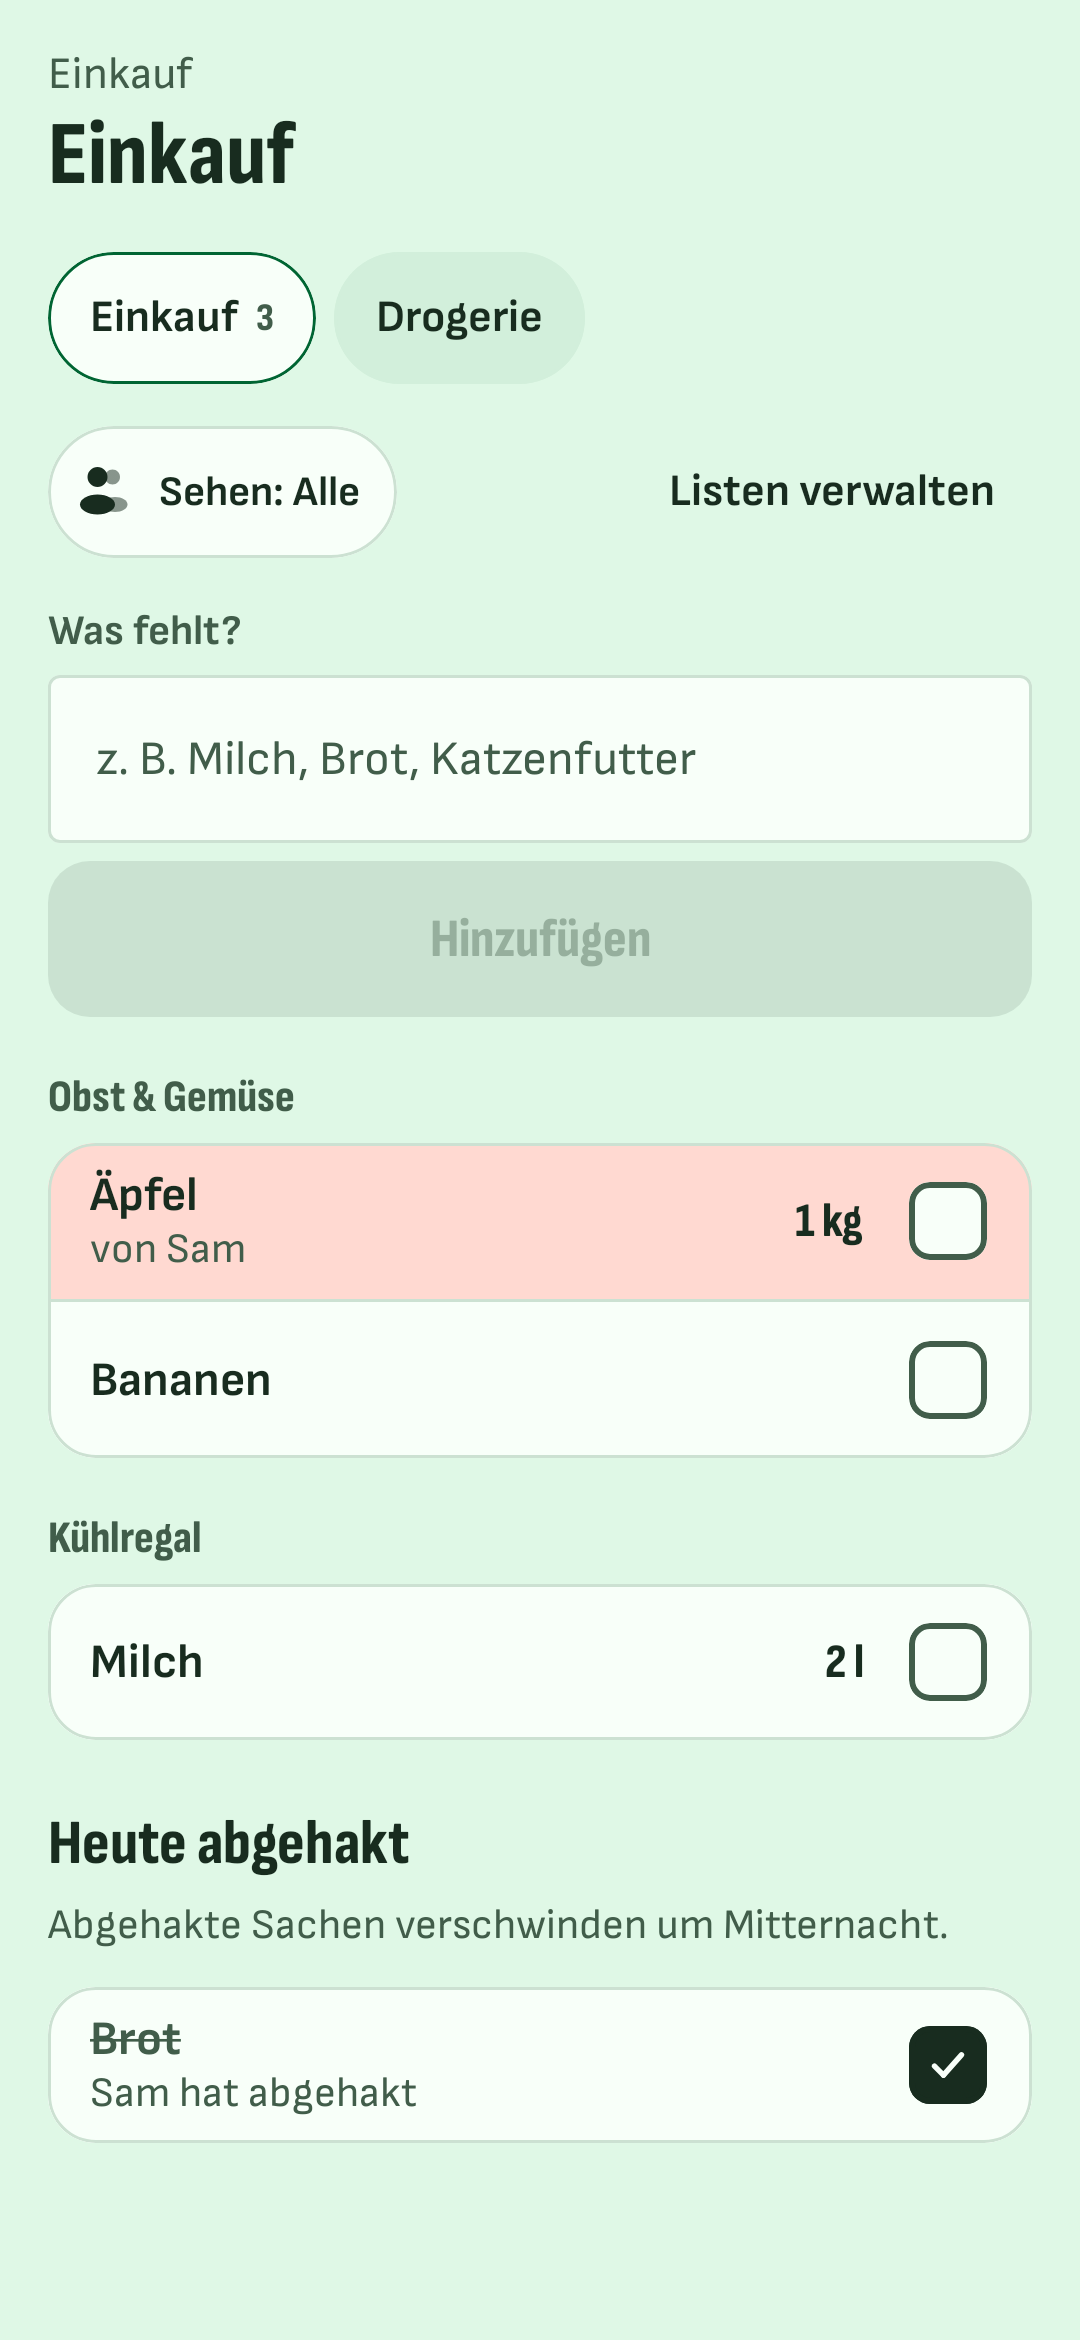 Einkauf
Einkauf
Einkauf 3
Drogerie
Sehen: Alle
Listen verwalten
Was fehlt?
z. B. Milch, Brot, Katzenfutter
Hinzufügen
Obst & Gemüse
Äpfel
von Sam
1 kg
Bananen
Kühlregal
Milch
2 l
Heute abgehakt
Abgehakte Sachen verschwinden um Mitternacht.
Brot
Sam hat abgehakt